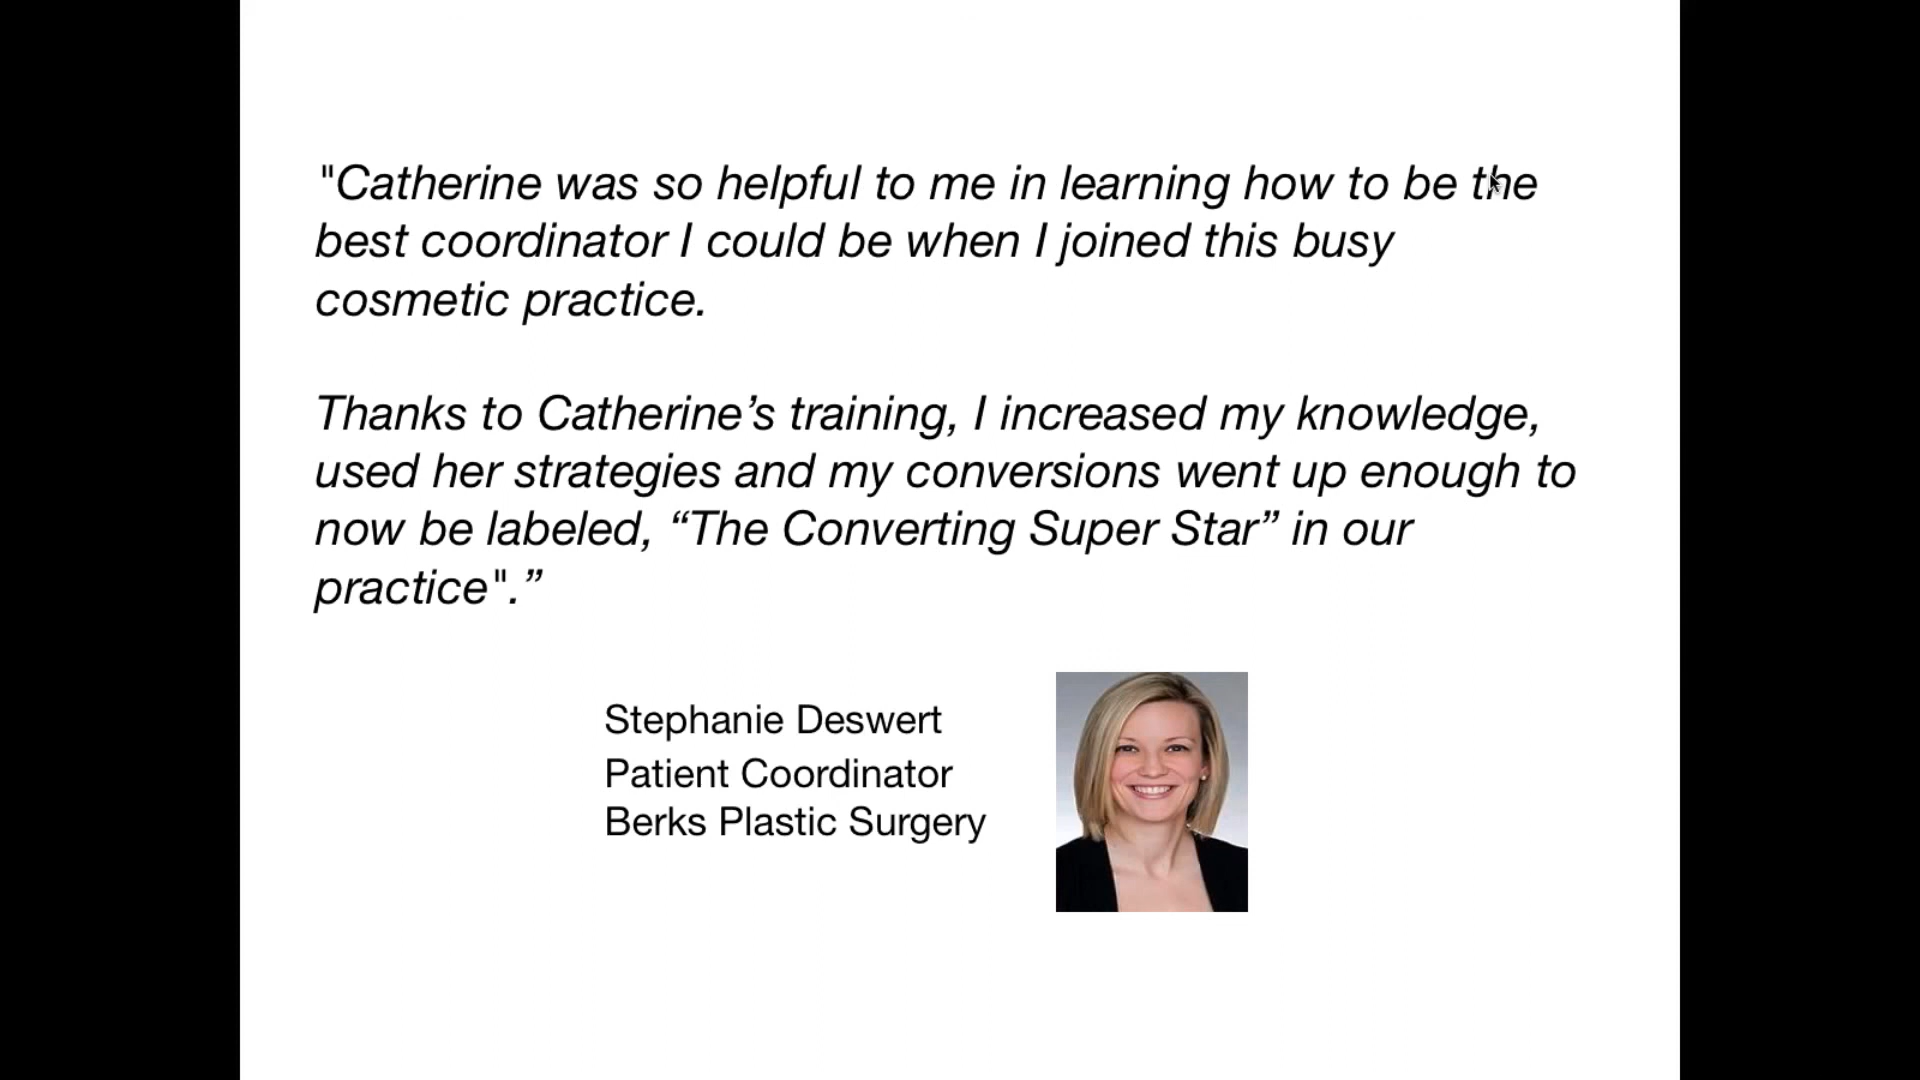 "Catherine was so helpful to me in learning how to be the
best coordinator I could be when I joined this busy
cosmetic practice.
Thanks to Catherine’s training, I increased my knowledge,
used her strategies and my conversions went up enough to
now be labeled, “The Converting Super Star” in our
practice".”
Stephanie Deswert
Patient Coordinator
Berks Plastic Surgery